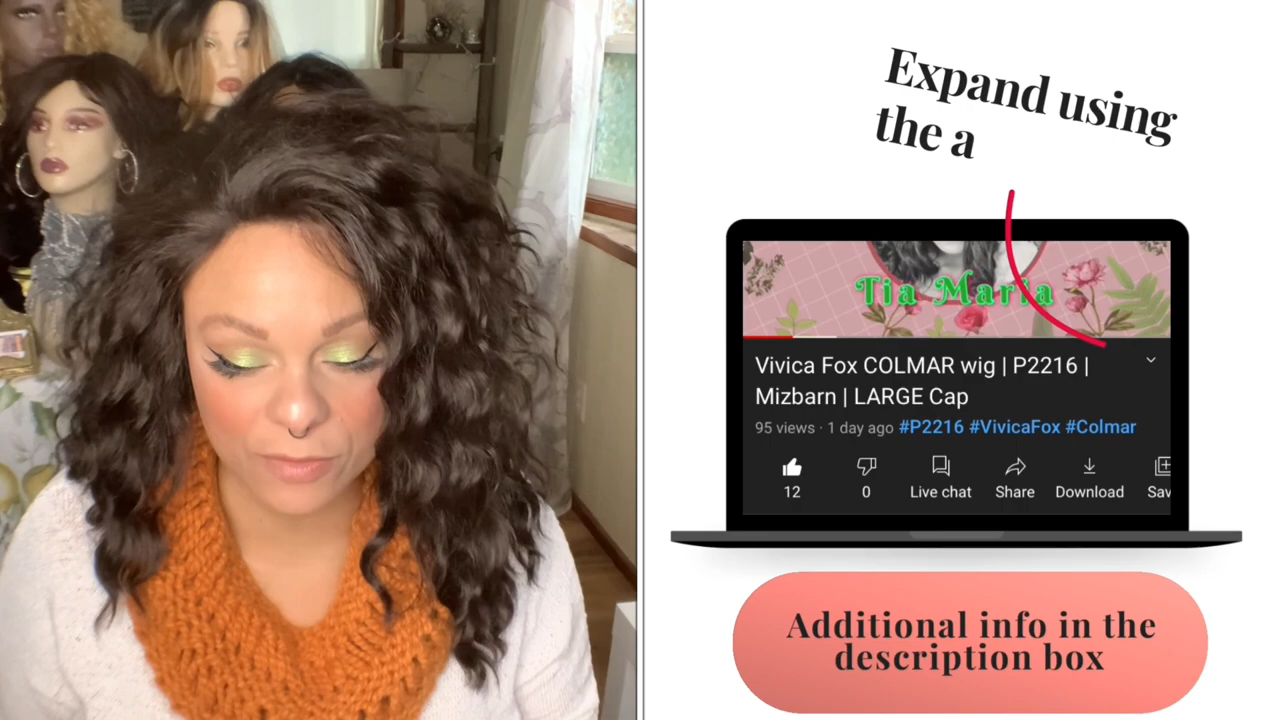 Expand using
the a
Tia Maria
Vivica Fox COLMAR wig | P2216 |
Mizbarn | LARGE Cap
95 views · 1 day ago #P2216 #VivicaFox #Colmar
12 0 Live chat Share Download Sav
Additional info in the
description box